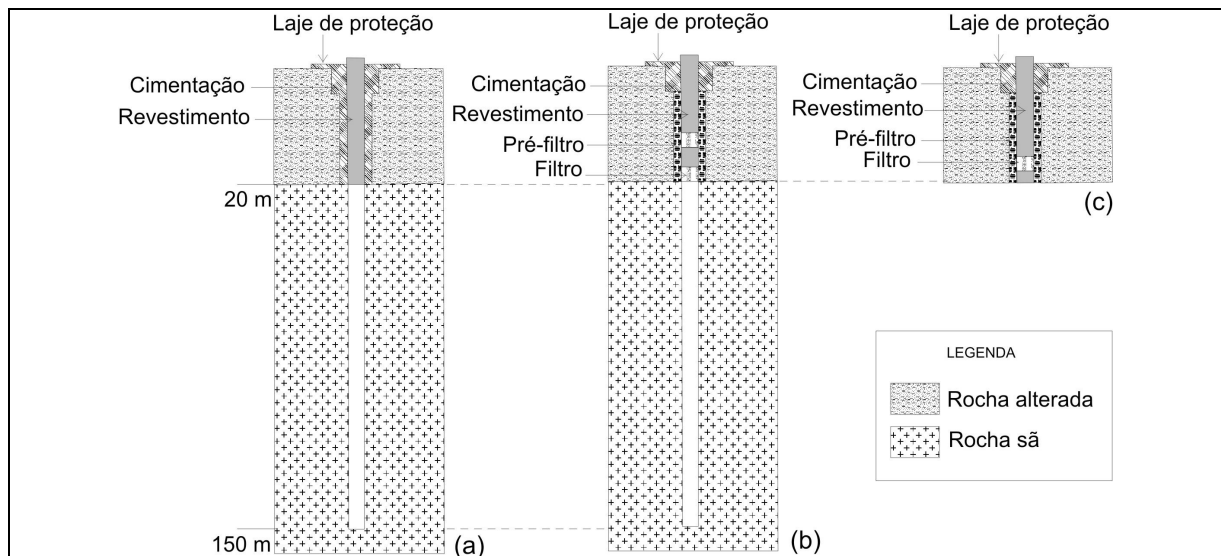 Laje de proteção
Cimentação
Revestimento
20 m
150 m
(a)
Laje de proteção
Cimentação
Revestimento
Pré-filtro
Filtro
(b)
Laje de proteção
Cimentação
Revestimento
Pré-filtro
Filtro
(c)
LEGENDA
Rocha alterada
Rocha sã